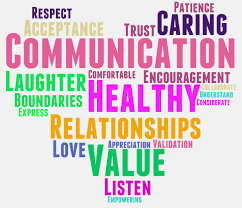 Respect Patience
Acceptance Trust Caring
Communication
Laughter Comfortable Encouragement
Collaborate
Boundaries Healthy Understand
Express Considerate
Relationships
Love Appreciation Validation
Value
Listen
Empowering